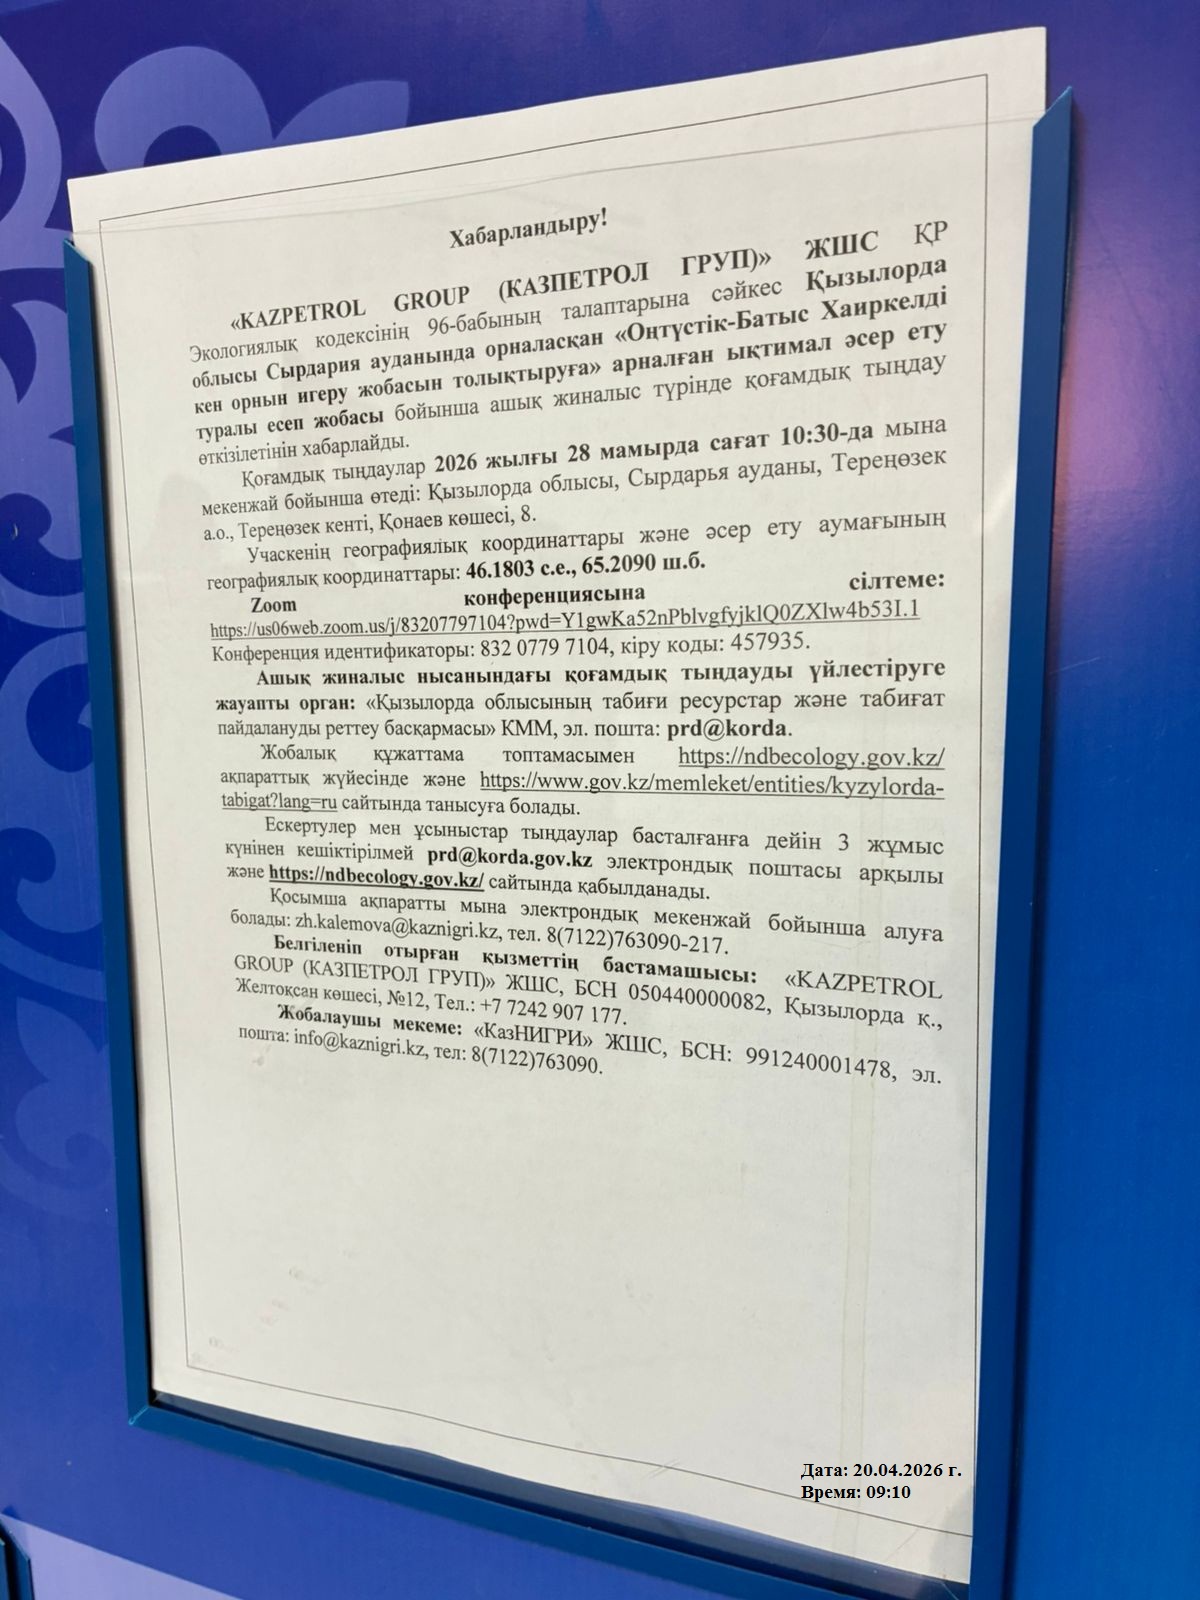 Хабарландыру!
«KAZPETROL GROUP (КАЗПЕТРОЛ ГРУП)» ЖШС ҚР
Экологиялық кодексінің 96-бабының талаптарына сәйкес Қызылорда
облысы Сырдария ауданында орналасқан «Оңтүстік-Батыс Хаиркелді
кен орнын игеру жобасын толықтыруға» арналған ықтимал әсер ету
туралы есеп жобасы бойынша ашық жиналыс түрінде қоғамдық тыңдау
өткізілетінін хабарлайды.
Қоғамдық тыңдаулар 2026 жылғы 28 мамырда сағат 10:30-да мына
мекенжай бойынша өтеді: Қызылорда облысы, Сырдарья ауданы, Тереңөзек
а.о., Тереңөзек кенті, Қонаев көшесі, 8.
Учаскенің географиялық координаттары және әсер ету аумағының
географиялық координаттары: 46.1803 с.е., 65.2090 ш.б.
Zoom конференциясына сілтеме:
https://us06web.zoom.us/j/83207797104?pwd=Y1gwKa52nPblvgfyjklQ0ZXlw4b53I.1
Конференция идентификаторы: 832 0779 7104, кіру коды: 457935.
Ашық жиналыс нысанындағы қоғамдық тыңдауды үйлестіруге
жауапты орган: «Қызылорда облысының табиғи ресурстар және табиғат
пайдалануды реттеу басқармасы» КММ, эл. пошта: prd@korda.
Жобалық құжаттама топтамасымен https://ndbecology.gov.kz/
ақпараттық жүйесінде және https://www.gov.kz/memleket/entities/kyzylorda-
tabigat?lang=ru сайтында танысуға болады.
Ескертулер мен ұсыныстар тыңдаулар басталғанға дейін 3 жұмыс
күнінен кешіктірілмей prd@korda.gov.kz электрондық поштасы арқылы
және https://ndbecology.gov.kz/ сайтында қабылданады.
Қосымша ақпаратты мына электрондық мекенжай бойынша алуға
болады: zh.kalemova@kaznigri.kz, тел. 8(7122)763090-217.
Белгіленіп отырған қызметтің бастамашысы: «KAZPETROL
GROUP (КАЗПЕТРОЛ ГРУП)» ЖШС, БСН 050440000082, Қызылорда қ.,
Желтоқсан көшесі, №12, Тел.: +7 7242 907 177.
Жобалаушы мекеме: «КазНИГРИ» ЖШС, БСН: 991240001478, эл.
пошта: info@kaznigri.kz, тел: 8(7122)763090.
Дата: 20.04.2026 г.
Время: 09:10